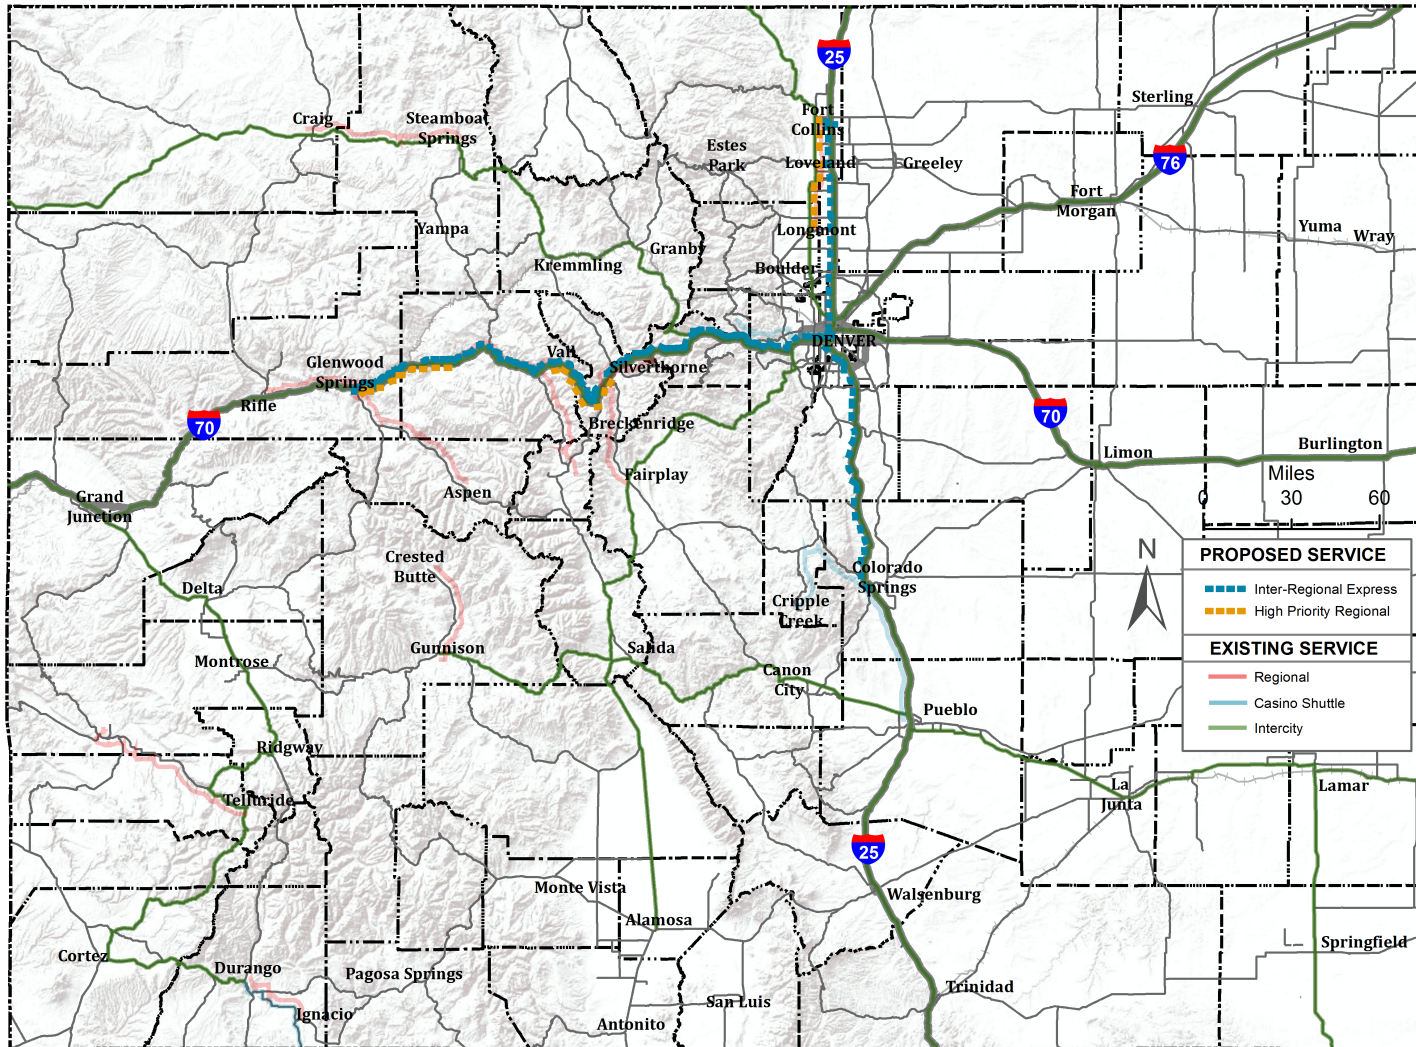 25
Sterling
Craig
Steamboat
Springs
Fort
Collins
Estes
Park
Loveland
Greeley
76
Fort
Morgan
Yampa
Longmont
Yuma
Wray
Granby
Kremmling
Boulder
DENVER
Vail
Glenwood
Springs
Silverthorne
Rifle
70
70
Breckenridge
Limon
Burlington
Fairplay
Miles
0 30 60
Aspen
Grand
Junction
N
Crested
Butte
Colorado
Springs
Delta
Cripple
Creek
PROPOSED SERVICE
Inter-Regional Express
High Priority Regional
EXISTING SERVICE
Regional
Casino Shuttle
Intercity
Gunnison
Salida
Montrose
Canon
City
Pueblo
Ridgway
Telluride
La
Junta
Lamar
25
Monte Vista
Walsenburg
Alamosa
Springfield
Cortez
Durango
Pagosa Springs
Trinidad
San Luis
Ignacio
Antonito